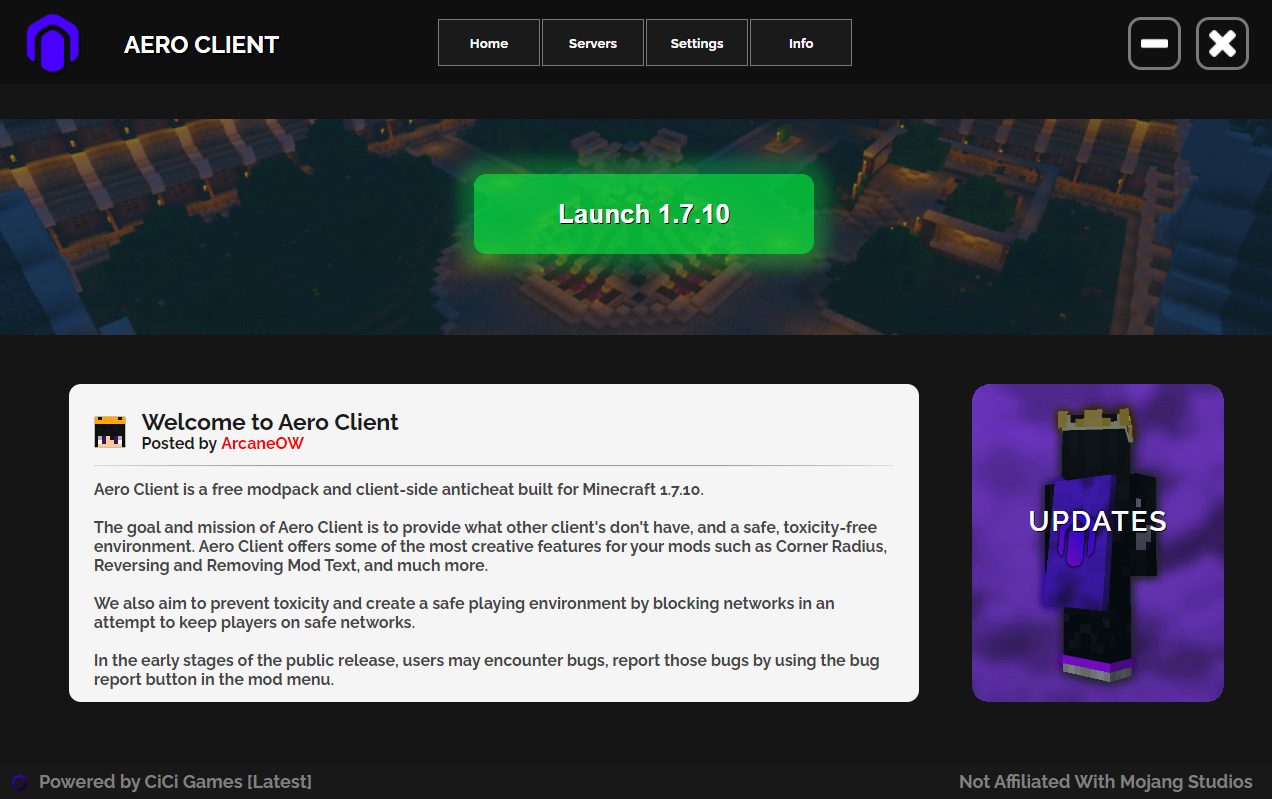 AERO CLIENT
Home
Servers
Settings
Info
Launch 1.7.10
Welcome to Aero Client
Posted by ArcaneOW
Aero Client is a free modpack and client-side anticheat built for Minecraft 1.7.10.
The goal and mission of Aero Client is to provide what other client's don't have, and a safe, toxicity-free
environment. Aero Client offers some of the most creative features for your mods such as Corner Radius,
Reversing and Removing Mod Text, and much more.
We also aim to prevent toxicity and create a safe playing environment by blocking networks in an
attempt to keep players on safe networks.
In the early stages of the public release, users may encounter bugs, report those bugs by using the bug
report button in the mod menu.
UPDATES
Powered by CiCi Games [Latest]
Not Affiliated With Mojang Studios